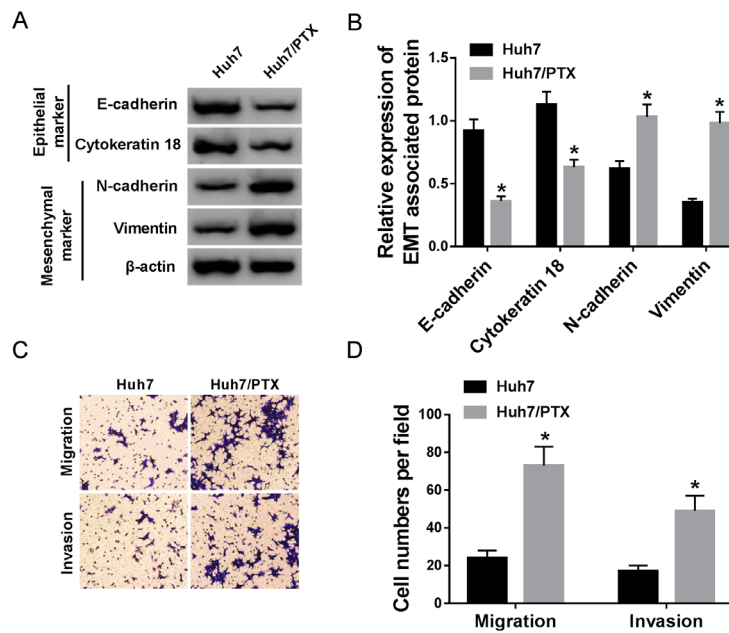 A
Huh7
Huh7/PTX
Epithelial
marker
E-cadherin
Cytokeratin 18
Mesenchymal
marker
N-cadherin
Vimentin
β-actin
B
Huh7
Huh7/PTX
Relative expression of
EMT associated protein
1.5
1.0
0.5
0.0
*
*
*
*
E-cadherin
Cytokeratin 18
N-cadherin
Vimentin
C
Huh7
Huh7/PTX
Migration
Invasion
D
Huh7
Huh7/PTX
Cell numbers per field
100
80
60
40
20
0
*
*
Migration
Invasion